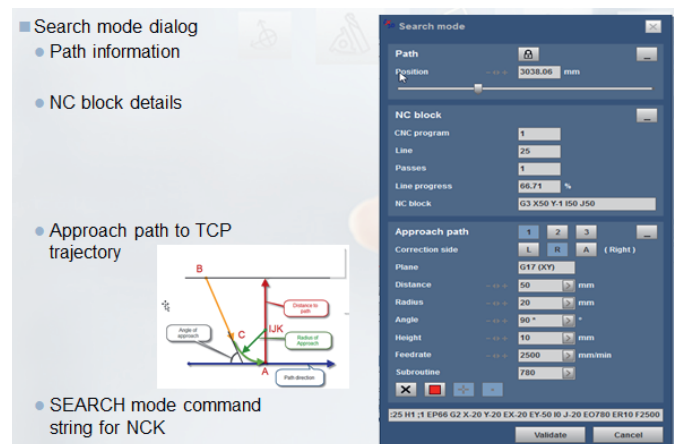 Search mode dialog
Path information
NC block details
Approach path to TCP
trajectory
B
Distance to
path
Angle of
approach
C
IJK
Radius of
Approach
A
Path direction
SEARCH mode command
string for NCK
Search mode
Path
Position 3038.06 mm
NC block
CNC program 1
Line 25
Passes 1
Line progress 66.71 %
NC block G3 X50 Y-1 I50 J50
Approach path 1 2 3
Correction side L R A ( Right )
Plane G17 (XY)
Distance 50 mm
Radius 20 mm
Angle 90 ° °
Height 10 mm
Feedrate 2500 mm/min
Subroutine 780
:25 H1 ;1 EP66 G2 X-20 Y-20 EX-20 EY-50 I0 J-20 EO780 ER10 F2500
Validate Cancel